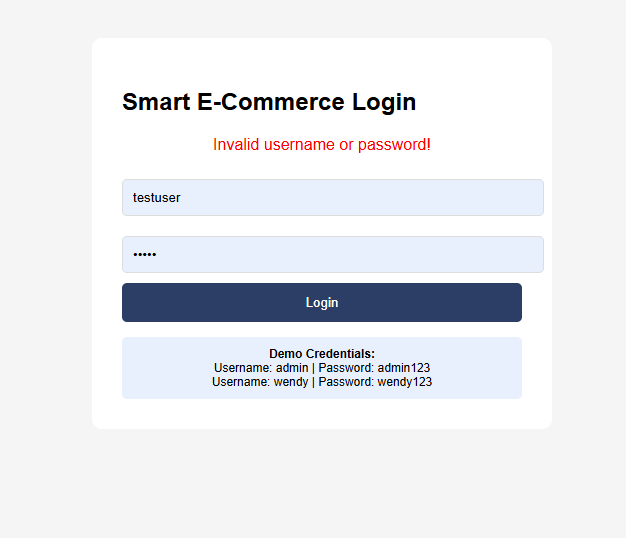 Smart E-Commerce Login
Invalid username or password!
testuser
•••••
Login
Demo Credentials:
Username: admin | Password: admin123
Username: wendy | Password: wendy123